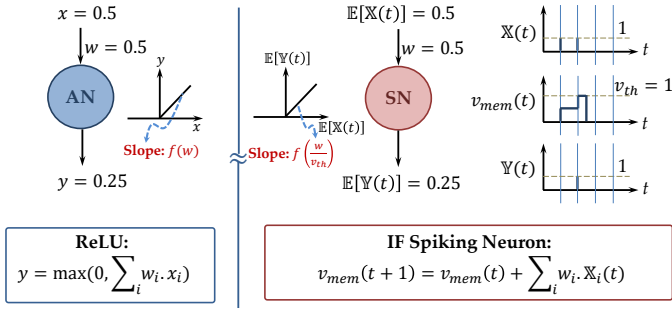 x = 0.5
w = 0.5
AN
y
x
Slope: f(w)
y = 0.25
ReLU:
y = max(0, ∑_i w_i. x_i)
𝔼[𝕏(t)] = 0.5
w = 0.5
𝔼[𝕐(t)]
SN
𝔼[𝕏(t)]
Slope: f(w/v_th)
𝔼[𝕐(t)] = 0.25
𝕏(t)
1
t
v_mem(t)
v_th = 1
t
𝕐(t)
1
t
IF Spiking Neuron:
v_mem(t + 1) = v_mem(t) + ∑_i w_i. 𝕏_i(t)